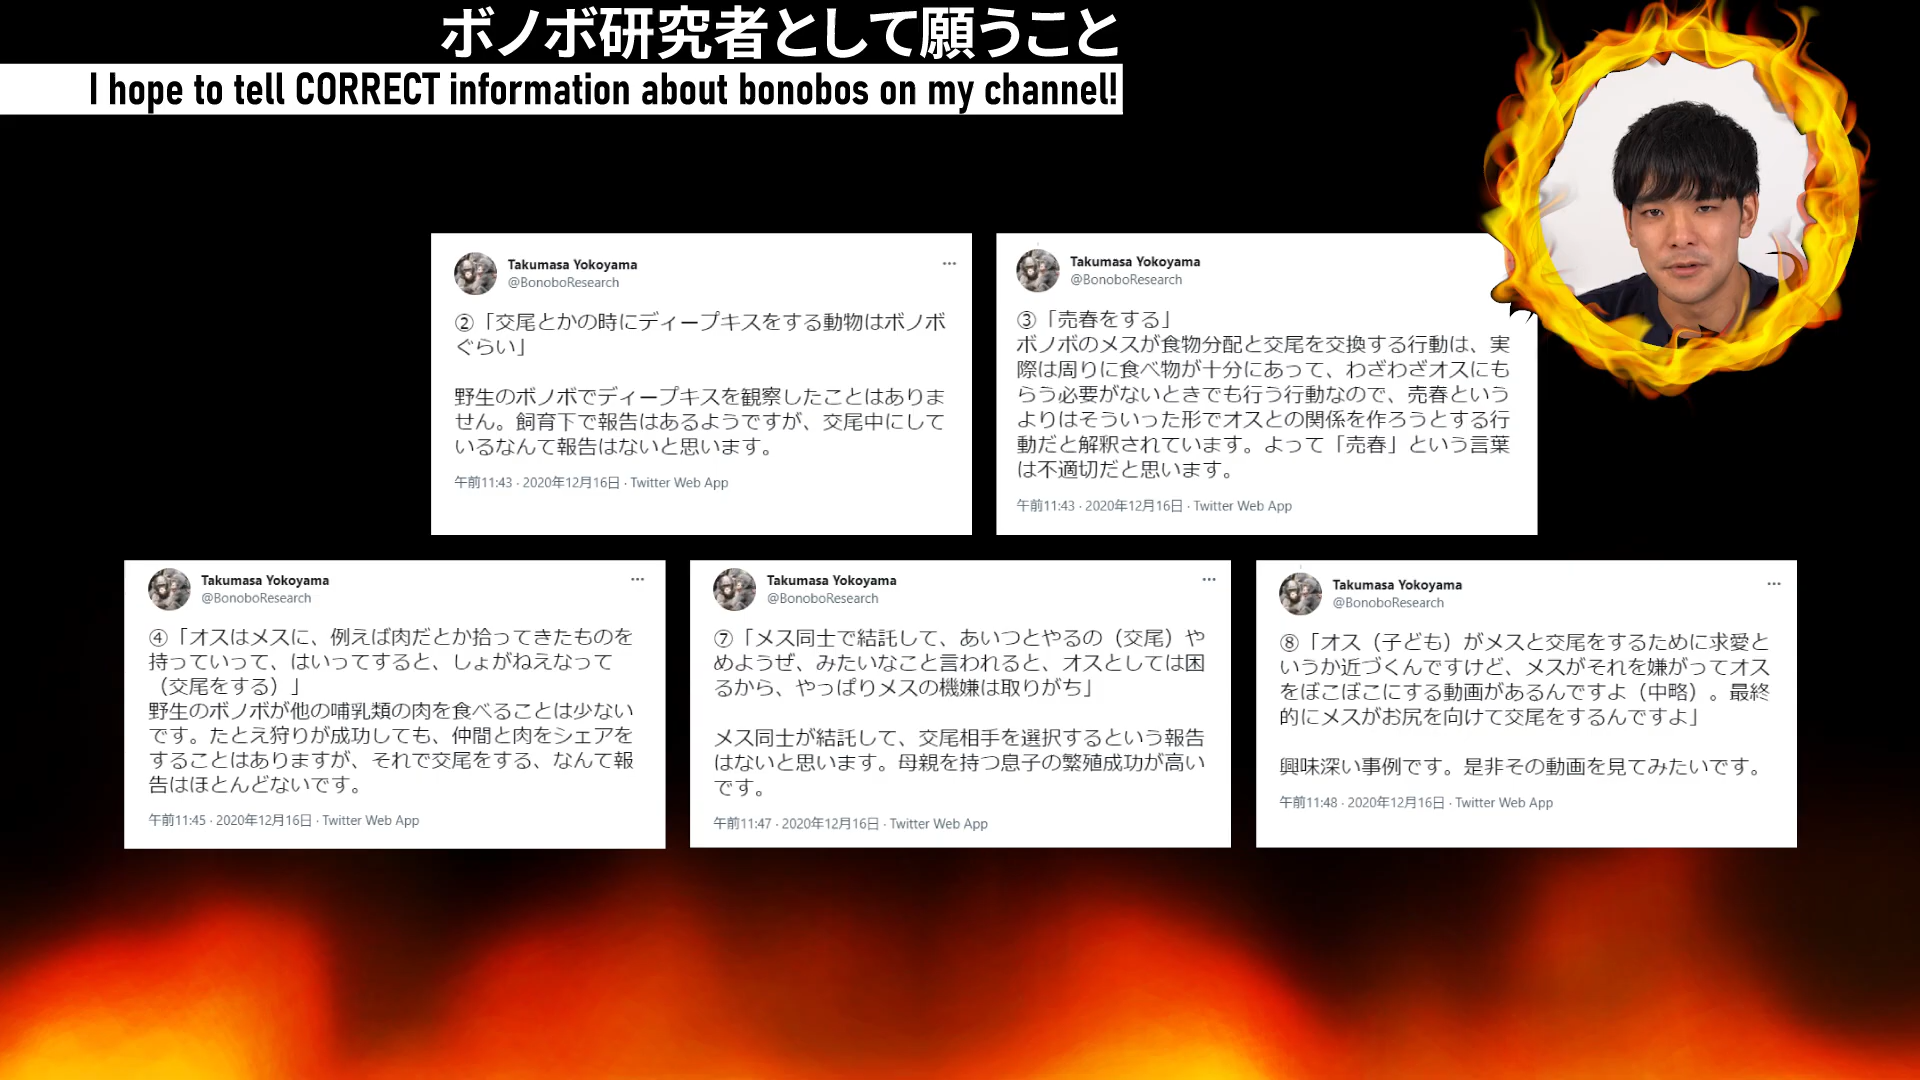 ボノボ研究者として願うこと
I hope to tell CORRECT information about bonobos on my channel!
Takumasa Yokoyama
@BonoboResearch
②「交尾とかの時にディープキスをする動物はボノボ
ぐらい」
野生のボノボでディープキスを観察したことはありま
せん。飼育下で報告はあるようですが、交尾中にして
いるなんて報告はないと思います。
午前11:43 · 2020年12月16日 · Twitter Web App
Takumasa Yokoyama
@BonoboResearch
③「売春をする」
ボノボのメスが食物分配と交尾を交換する行動は、実
際は周りに食べ物が十分にあって、わざわざオスにも
らう必要がないときでも行う行動なので、売春という
よりはそういった形でオスとの関係を作ろうとする行
動だと解釈されています。よって「売春」という言葉
は不適切だと思います。
午前11:43 · 2020年12月16日 · Twitter Web App
Takumasa Yokoyama
@BonoboResearch
④「オスはメスに、例えば肉だとか拾ってきたものを
持っていって、はいってすると、しょがねえなって
（交尾をする）」
野生のボノボが他の哺乳類の肉を食べることは少ない
です。たとえ狩りが成功しても、仲間と肉をシェアを
することはありますが、それで交尾をする、なんて報
告はほとんどないです。
午前11:45 · 2020年12月16日 · Twitter Web App
Takumasa Yokoyama
@BonoboResearch
⑦「メス同士で結託して、あいつとやるの（交尾）や
めようぜ、みたいなこと言われると、オスとしては困
るから、やっぱりメスの機嫌は取りがち」
メス同士が結託して、交尾相手を選択するという報告
はないと思います。母親を持つ息子の繁殖成功が高い
です。
午前11:47 · 2020年12月16日 · Twitter Web App
Takumasa Yokoyama
@BonoboResearch
⑧「オス（子ども）がメスと交尾をするために求愛と
いうか近づくんですけど、メスがそれを嫌がってオス
をぼこぼこにする動画があるんですよ（中略）。最終
的にメスがお尻を向けて交尾をするんですよ」
興味深い事例です。是非その動画を見てみたいです。
午前11:48 · 2020年12月16日 · Twitter Web App